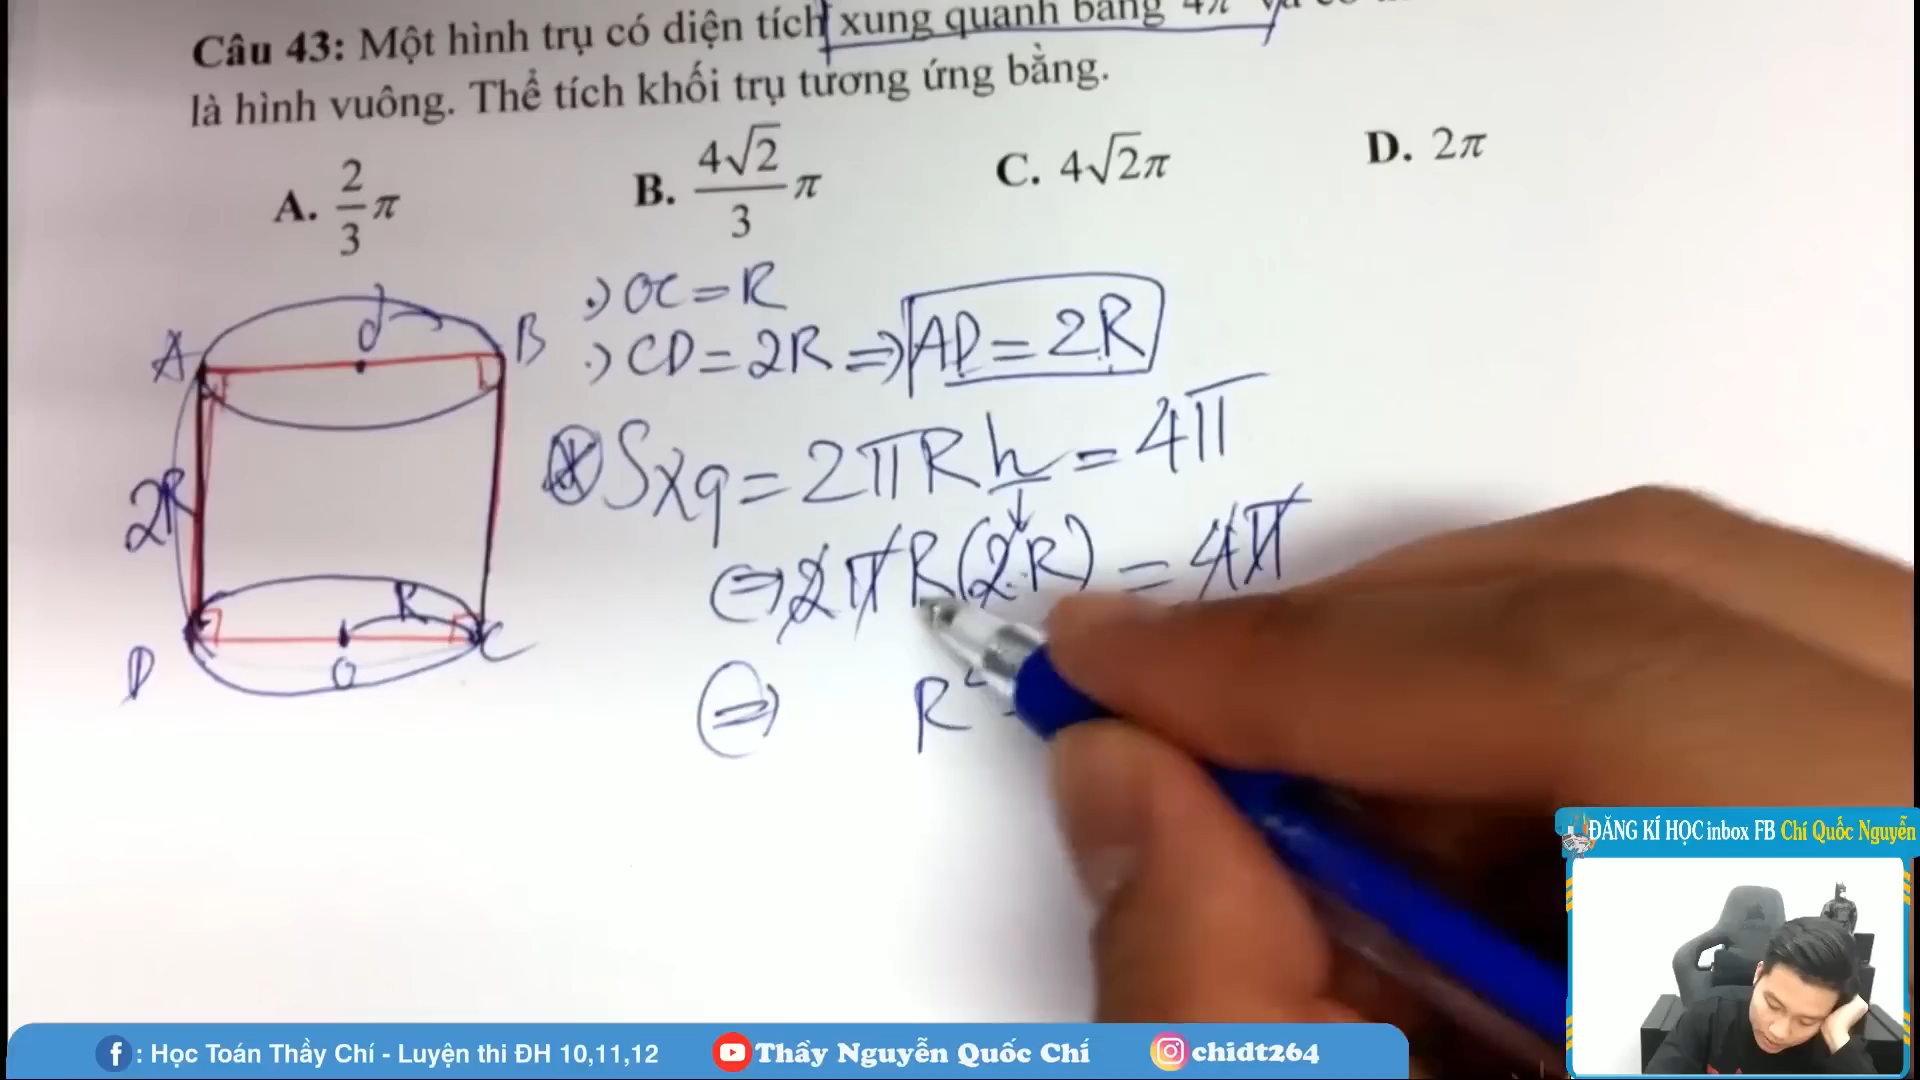 Câu 43: Một hình trụ có diện tích xung quanh bằng 4π
là hình vuông. Thể tích khối trụ tương ứng bằng.
A. 2/3 π
B. 4√2/3 π
C. 4√2π
D. 2π
A O' B
2R
R
D O C
.) OC = R
.) CD = 2R ⇒ AD = 2R
* Sxq = 2πRh = 4π
⇔ 2πR(2R) = 4π
⇔ R²
ĐĂNG KÍ HỌC inbox FB Chí Quốc Nguyễn
f : Học Toán Thầy Chí - Luyện thi ĐH 10,11,12
Thầy Nguyễn Quốc Chí
chidt264